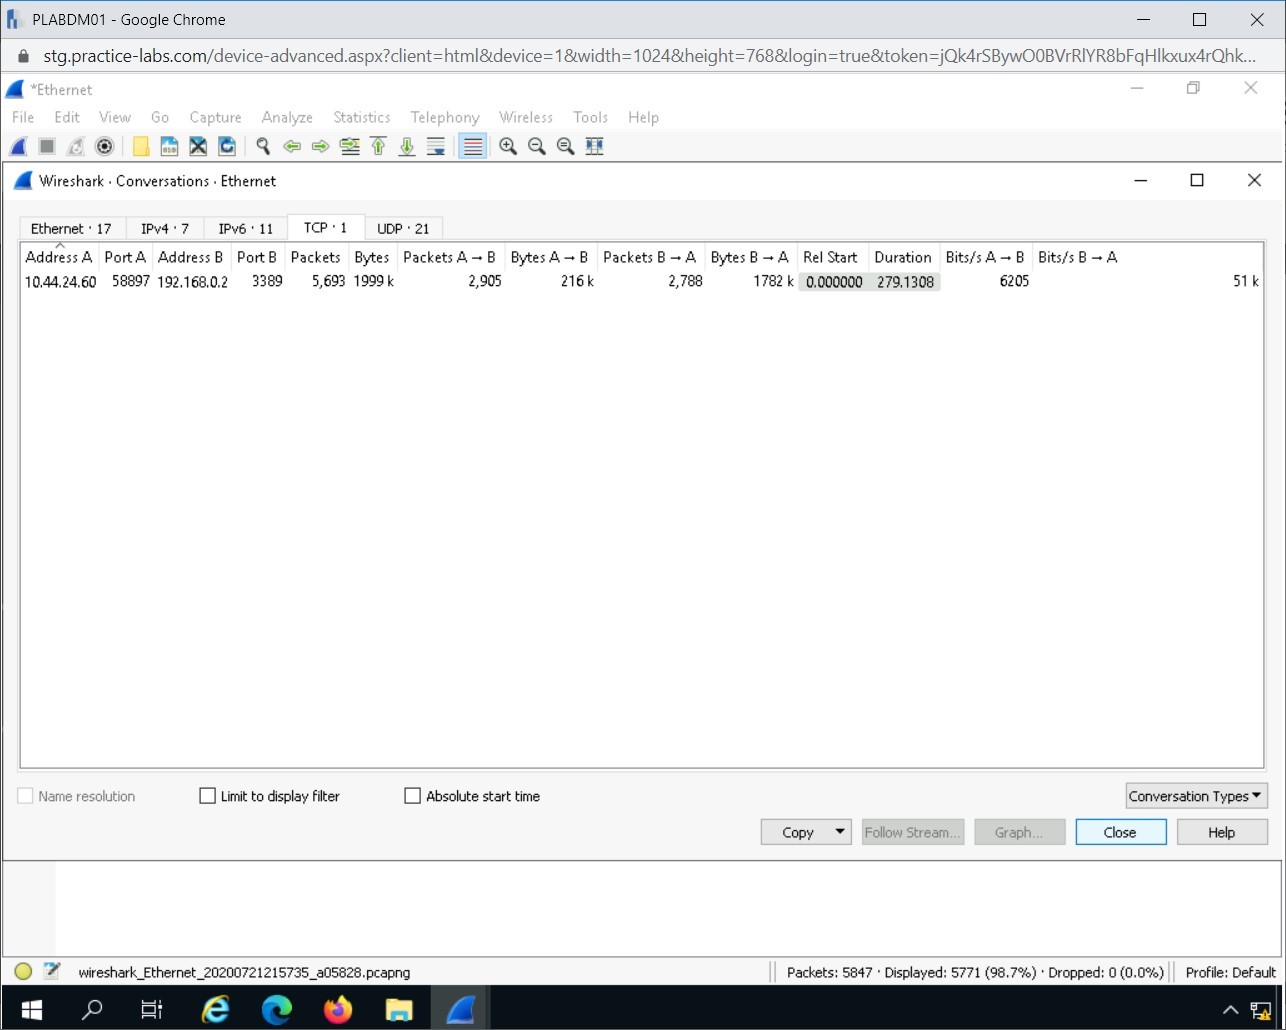 PLABDM01 - Google Chrome
stg.practice-labs.com/device-advanced.aspx?client=html&device=1&width=1024&height=768&login=true&token=jQk4rSBywO0BVrRlYR8bFqHlkxux4rQhk...
*Ethernet
File Edit View Go Capture Analyze Statistics Telephony Wireless Tools Help
Wireshark · Conversations · Ethernet
Ethernet · 17 IPv4 · 7 IPv6 · 11 TCP · 1 UDP · 21
Address A Port A Address B Port B Packets Bytes Packets A → B Bytes A → B Packets B → A Bytes B → A Rel Start Duration Bits/s A → B Bits/s B → A
10.44.24.60 58897 192.168.0.2 3389 5,693 1999 k 2,905 216 k 2,788 1782 k 0.000000 279.1308 6205 51 k
Name resolution Limit to display filter Absolute start time Conversation Types
Copy Follow Stream... Graph... Close Help
wireshark_Ethernet_20200721215735_a05828.pcapng Packets: 5847 · Displayed: 5771 (98.7%) · Dropped: 0 (0.0%) Profile: Default